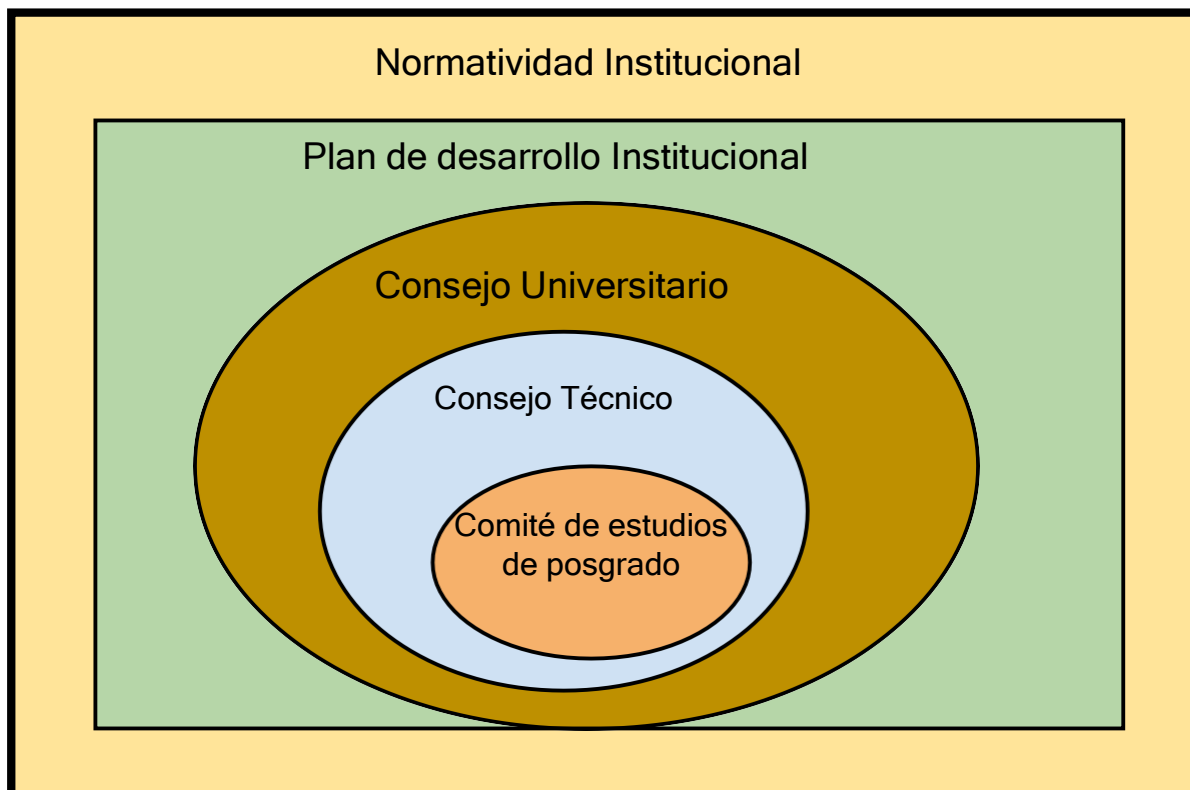 Normatividad Institucional
Plan de desarrollo Institucional
Consejo Universitario
Consejo Técnico
Comité de estudios
de posgrado